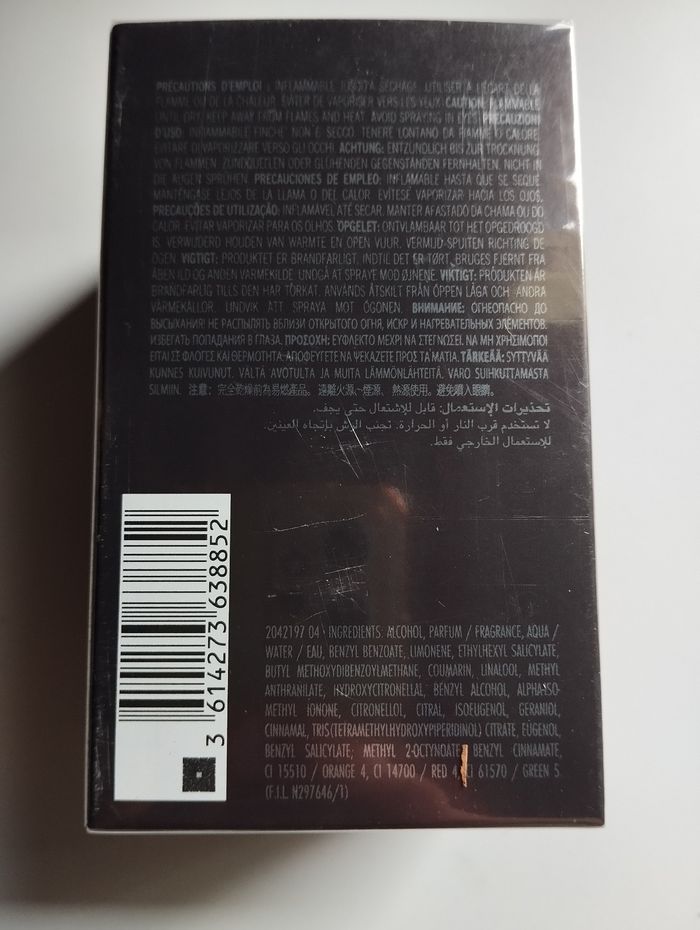 PRÉCAUTIONS D'EMPLOI : INFLAMMABLE JUSQU'À SÉCHAGE. UTILISER À L'ÉCART DE LA
FLAMME OU DE LA CHALEUR. ÉVITER DE VAPORISER VERS LES YEUX. CAUTION: FLAMMABLE
UNTIL DRY. KEEP AWAY FROM FLAMES AND HEAT. AVOID SPRAYING IN EYES. PRECAUZIONI
D'USO: INFIAMMABILE FINCHÉ NON È SECCO. TENERE LONTANO DA FIAMME O CALORE.
EVITARE DI VAPORIZZARE VERSO GLI OCCHI. ACHTUNG: ENTZÜNDLICH BIS ZUR TROCKNUNG.
VON FLAMMEN, ZÜNDQUELLEN ODER GLÜHENDEN GEGENSTÄNDEN FERNHALTEN. NICHT IN
DIE AUGEN SPRÜHEN. PRECAUCIONES DE EMPLEO: INFLAMABLE HASTA QUE SE SEQUE.
MANTÉNGASE LEJOS DE LA LLAMA O DEL CALOR. EVÍTESE VAPORIZAR HACIA LOS OJOS.
PRECAUÇÕES DE UTILIZAÇÃO: INFLAMÁVEL ATÉ SECAR. MANTER AFASTADO DA CHAMA OU DO
CALOR. EVITAR VAPORIZAR PARA OS OLHOS. OPGELET: ONTVLAMBAAR TOT HET OPGEDROOGD
IS. VERWIJDERD HOUDEN VAN WARMTE EN OPEN VUUR. VERMIJD SPUITEN RICHTING DE
OGEN. VIGTIGT: PRODUKTET ER BRANDFARLIGT, INDTIL DET ER TØRT. BRUGES FJERNT FRA
ÅBEN ILD OG ANDEN VARMEKILDE. UNDGÅ AT SPRAYE MOD ØJNENE. VIKTIGT: PRODUKTEN ÄR
BRANDFARLIG TILLS DEN HAR TORKAT. ANVÄNDS ÅTSKILT FRÅN ÖPPEN LÅGA OCH ANDRA
VÄRMEKÄLLOR. UNDVIK ATT SPRAYA MOT ÖGONEN. ВНИМАНИЕ: ОГНЕОПАСНО ДО
ВЫСЫХАНИЯ! НЕ РАСПЫЛЯТЬ ВБЛИЗИ ОТКРЫТОГО ОГНЯ, ИСКР И НАГРЕВАТЕЛЬНЫХ ЭЛЕМЕНТОВ.
ИЗБЕГАТЬ ПОПАДАНИЯ В ГЛАЗА. ΠΡΟΣΟΧΗ: ΕΥΦΛΕΚΤΟ ΜΕΧΡΙ ΝΑ ΣΤΕΓΝΩΣΕΙ. ΝΑ ΜΗ ΧΡΗΣΙΜΟΠΟΙ
ΕΙΤΑΙ ΣΕ ΦΛΟΓΕΣ ΚΑΙ ΘΕΡΜΟΤΗΤΑ. ΑΠΟΦΕΥΓΕΤΕ ΝΑ ΨΕΚΑΖΕΤΕ ΠΡΟΣ ΤΑ ΜΑΤΙΑ. TÄRKEÄÄ: SYTTYVÄÄ
KUNNES KUIVUNUT. VÄLTÄ AVOTULTA JA MUITA LÄMMÖNLÄHTEITÄ. VARO SUIHKUTTAMASTA
SILMIIN. 注意：完全乾燥前為易燃產品。遠離火源、煙源、熱源使用。避免噴入眼睛。
تحذيرات الإستعمال: قابل للإشتعال حتى يجف.
لا تستخدم قرب النار أو الحرارة. تجنب الرش بإتجاه العينين.
للإستعمال الخارجي فقط.
3 614273 638852
2042197 04 - INGREDIENTS: ALCOHOL, PARFUM / FRAGRANCE, AQUA /
WATER / EAU, BENZYL BENZOATE, LIMONENE, ETHYLHEXYL SALICYLATE,
BUTYL METHOXYDIBENZOYLMETHANE, COUMARIN, LINALOOL, METHYL
ANTHRANILATE, HYDROXYCITRONELLAL, BENZYL ALCOHOL, ALPHA-ISO-
METHYL IONONE, CITRONELLOL, CITRAL, ISOEUGENOL, GERANIOL,
CINNAMAL, TRIS(TETRAMETHYLHYDROXYPIPERIDINOL) CITRATE, EUGENOL,
BENZYL SALICYLATE, METHYL 2-OCTYNOATE, BENZYL CINNAMATE,
CI 15510 / ORANGE 4, CI 14700 / RED 4, CI 61570 / GREEN 5
(F.I.L. N297646/1)